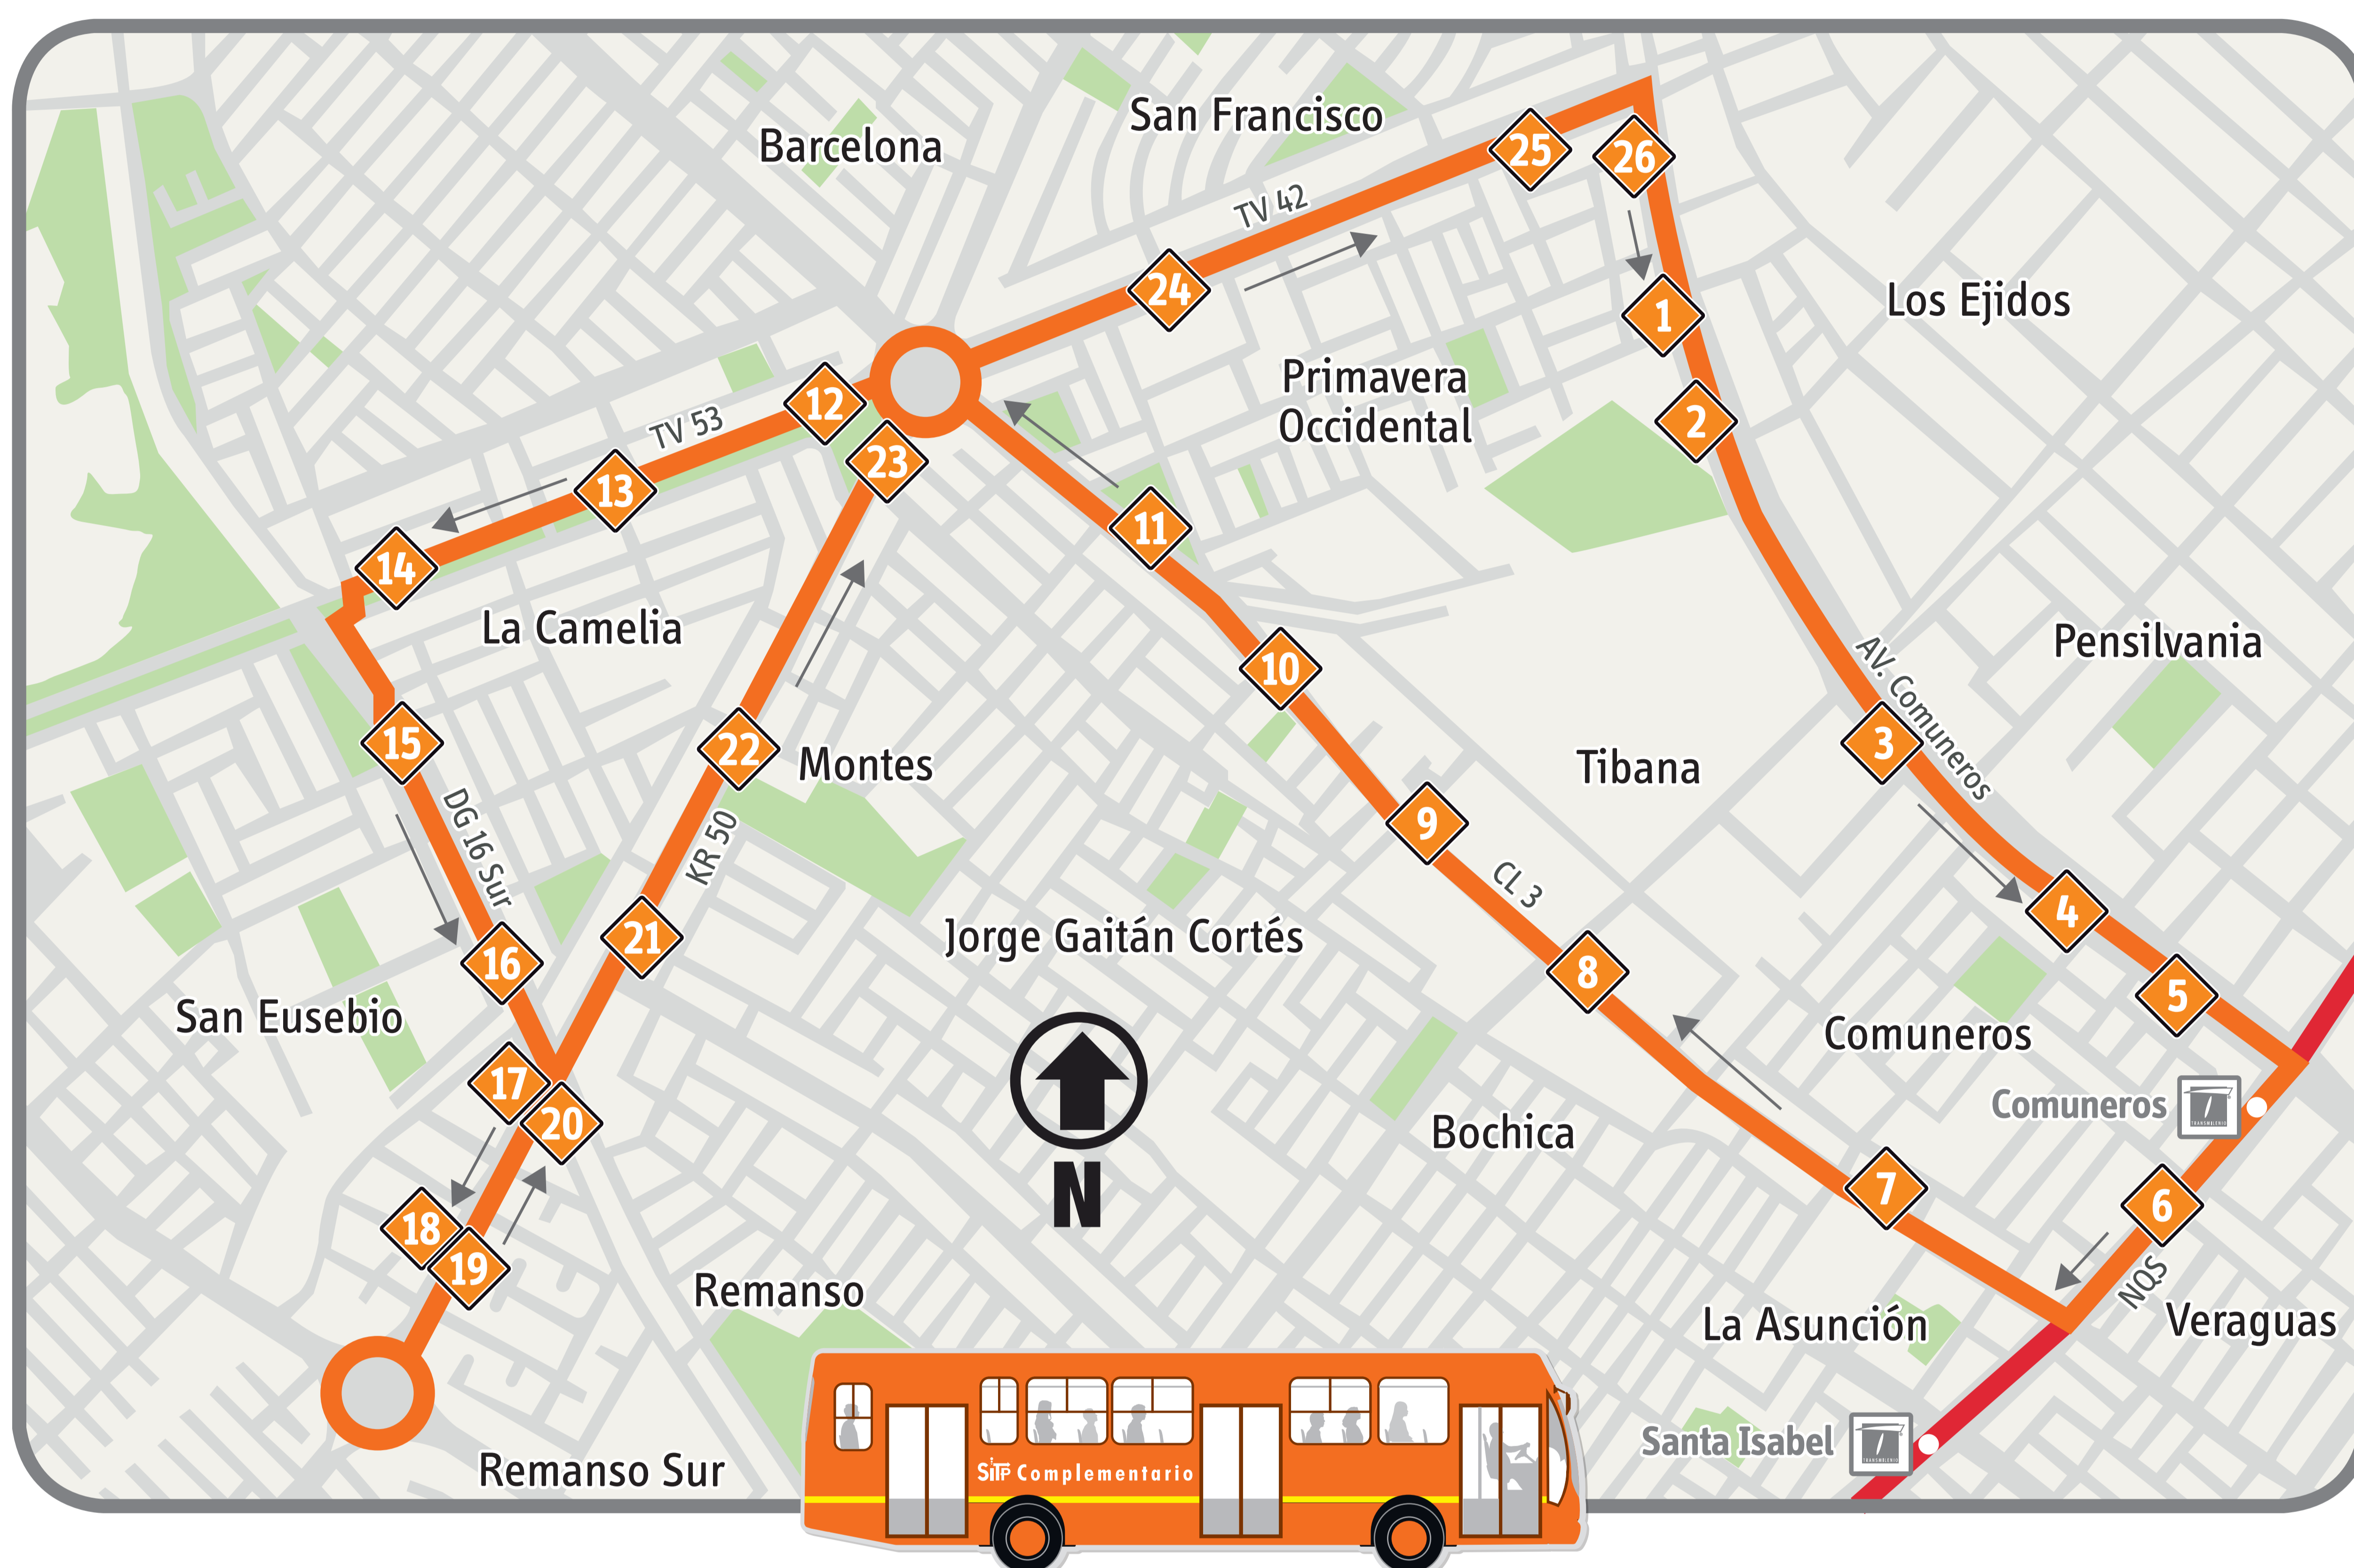 San Francisco
Barcelona
25
26
TV 42
24
1
Los Ejidos
Primavera
Occidental
12
TV 53
2
23
13
11
14
La Camelia
10
Pensilvania
AV. Comuneros
15
22
Montes
Tibana
3
DG 16 Sur
KR 50
9
CL 3
21
Jorge Gaitán Cortés
4
16
8
5
San Eusebio
Comuneros
17
20
Comuneros
TRANSMILENIO
Bochica
N
7
6
18
19
Remanso
NQS
La Asunción
Veraguas
Santa Isabel
TRANSMILENIO
Remanso Sur
SiTP Complementario